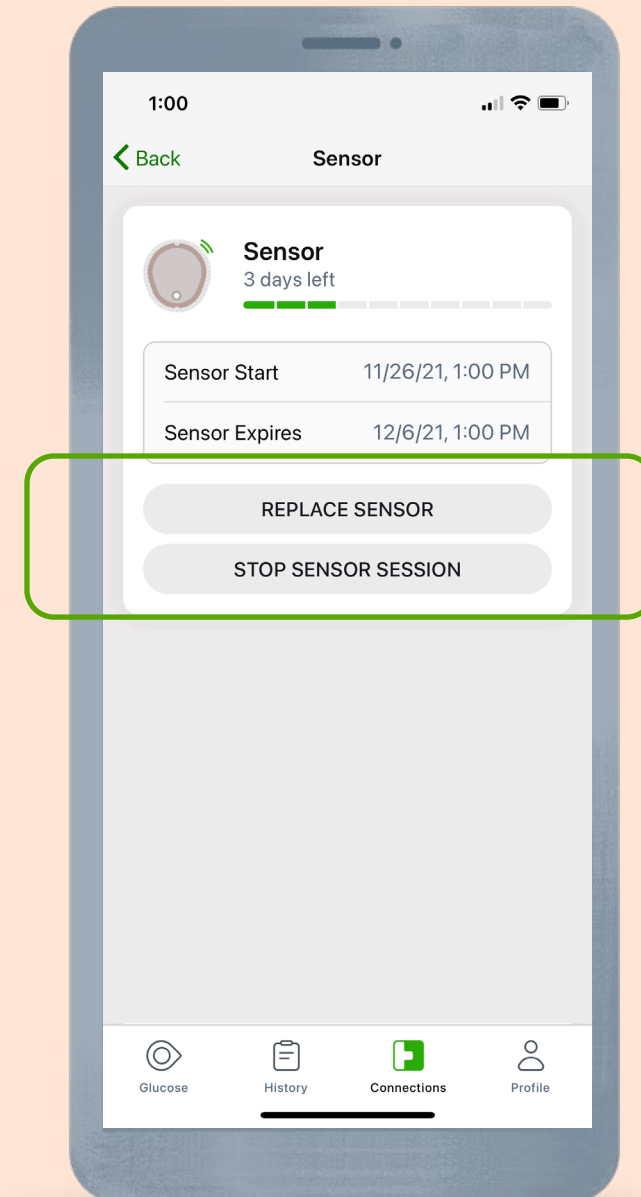 1:00
Back
Sensor
Sensor
3 days left
Sensor Start 11/26/21, 1:00 PM
Sensor Expires 12/6/21, 1:00 PM
REPLACE SENSOR
STOP SENSOR SESSION
Glucose History Connections Profile